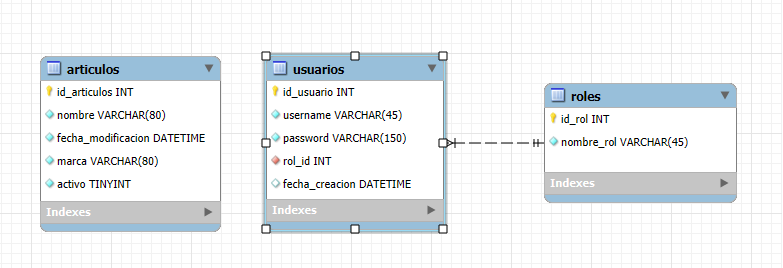 articulos
id_articulos INT
nombre VARCHAR(80)
fecha_modificacion DATETIME
marca VARCHAR(80)
activo TINYINT
Indexes
usuarios
id_usuario INT
username VARCHAR(45)
password VARCHAR(150)
rol_id INT
fecha_creacion DATETIME
Indexes
roles
id_rol INT
nombre_rol VARCHAR(45)
Indexes